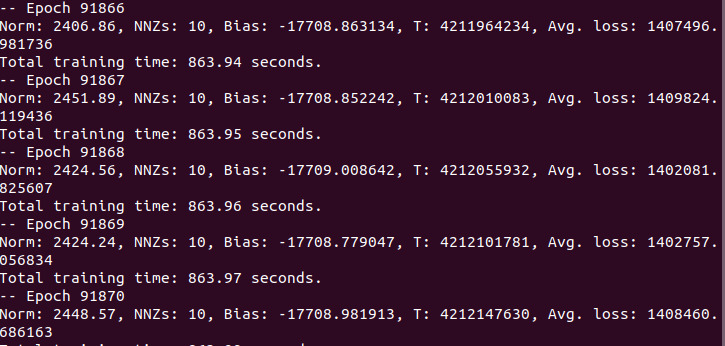 -- Epoch 91866
Norm: 2406.86, NNZs: 10, Bias: -17708.863134, T: 4211964234, Avg. loss: 1407496.
981736
Total training time: 863.94 seconds.
-- Epoch 91867
Norm: 2451.89, NNZs: 10, Bias: -17708.852242, T: 4212010083, Avg. loss: 1409824.
119436
Total training time: 863.95 seconds.
-- Epoch 91868
Norm: 2424.56, NNZs: 10, Bias: -17709.008642, T: 4212055932, Avg. loss: 1402081.
825607
Total training time: 863.96 seconds.
-- Epoch 91869
Norm: 2424.24, NNZs: 10, Bias: -17708.779047, T: 4212101781, Avg. loss: 1402757.
056834
Total training time: 863.97 seconds.
-- Epoch 91870
Norm: 2448.57, NNZs: 10, Bias: -17708.981913, T: 4212147630, Avg. loss: 1408460.
686163